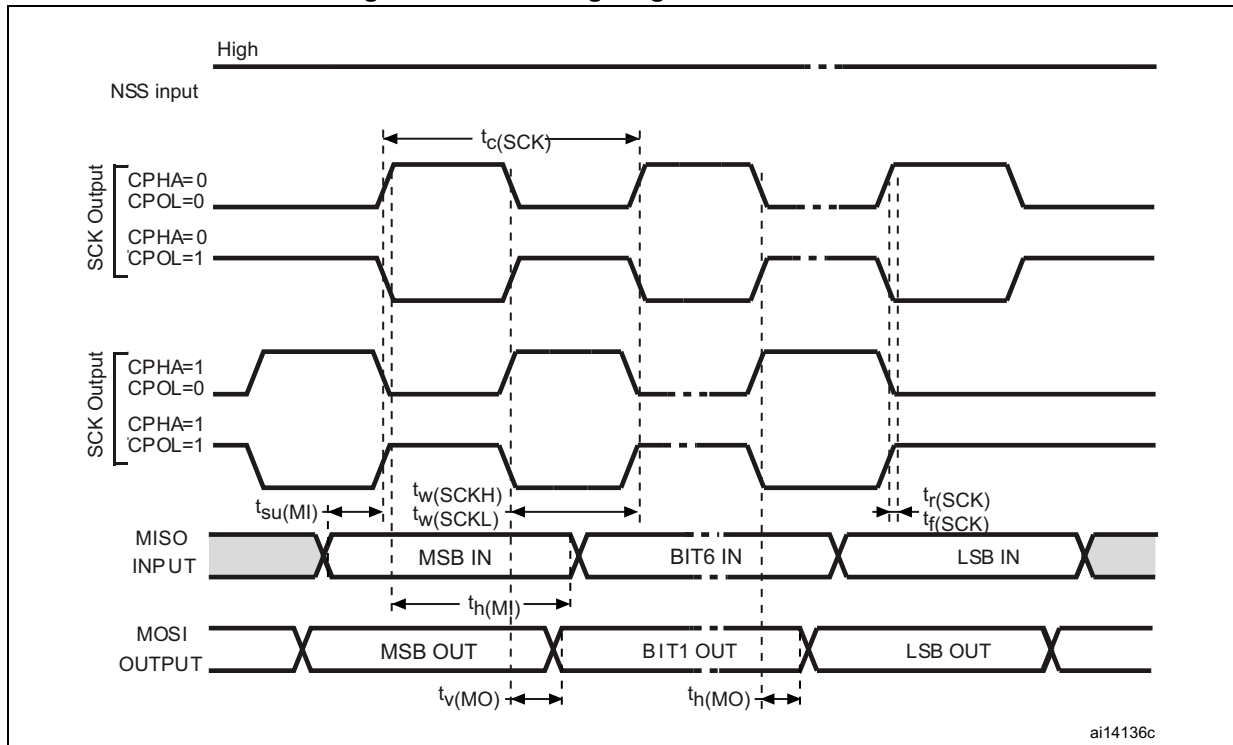 High
NSS input
tc(SCK)
SCK Output
CPHA=0
CPOL=0
CPHA=0
CPOL=1
SCK Output
CPHA=1
CPOL=0
CPHA=1
CPOL=1
tsu(MI)
tw(SCKH)
tw(SCKL)
tr(SCK)
tf(SCK)
MISO
INPUT
MSB IN
BIT6 IN
LSB IN
th(MI)
MOSI
OUTPUT
MSB OUT
BIT1 OUT
LSB OUT
tv(MO)
th(MO)
ai14136c